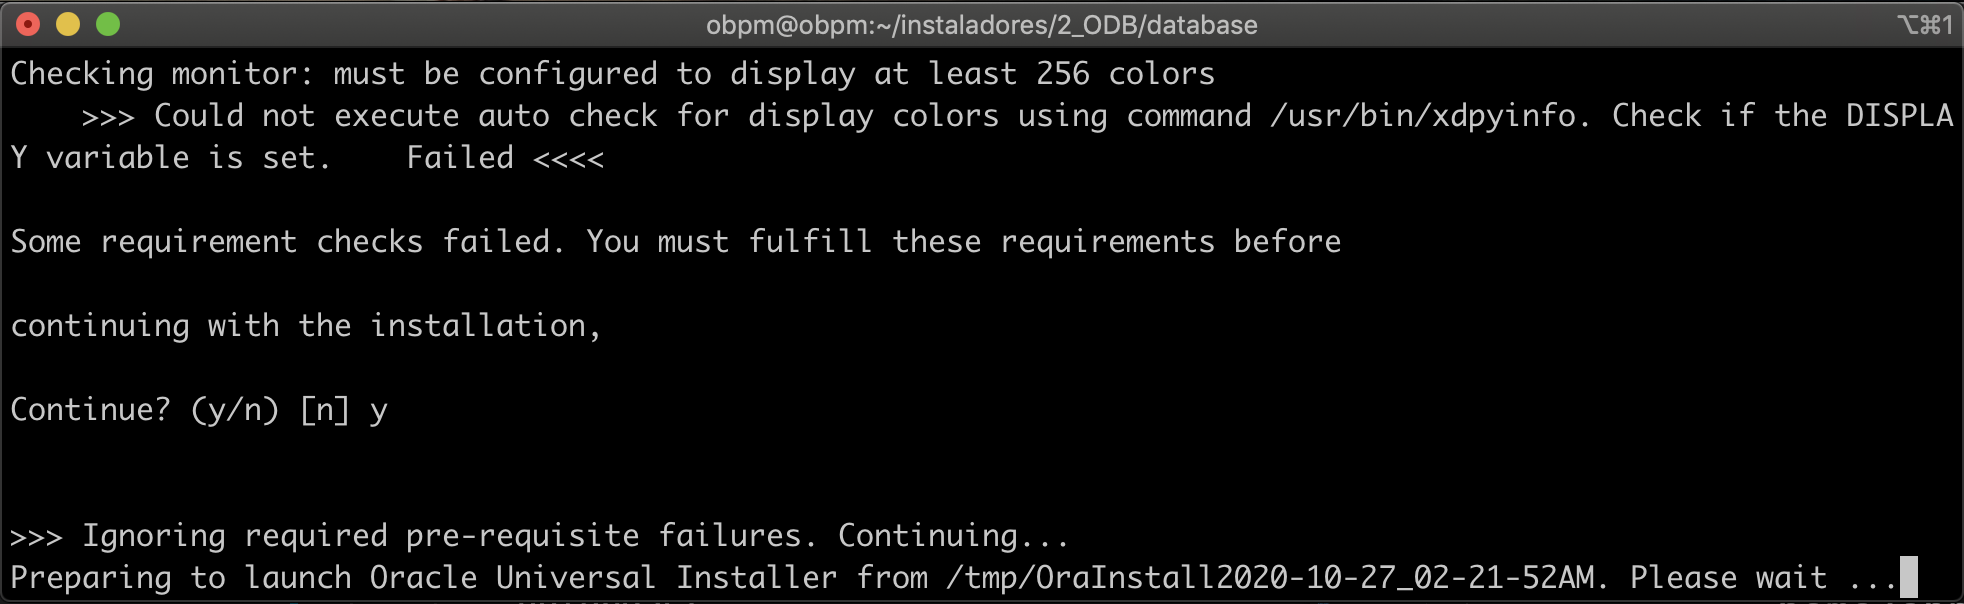 obpm@obpm:~/instaladores/2_ODB/database
⌥⌘1
Checking monitor: must be configured to display at least 256 colors
    >>> Could not execute auto check for display colors using command /usr/bin/xdpyinfo. Check if the DISPLA
Y variable is set.    Failed <<<<
Some requirement checks failed. You must fulfill these requirements before
continuing with the installation,
Continue? (y/n) [n] y
>>> Ignoring required pre-requisite failures. Continuing...
Preparing to launch Oracle Universal Installer from /tmp/OraInstall2020-10-27_02-21-52AM. Please wait ...